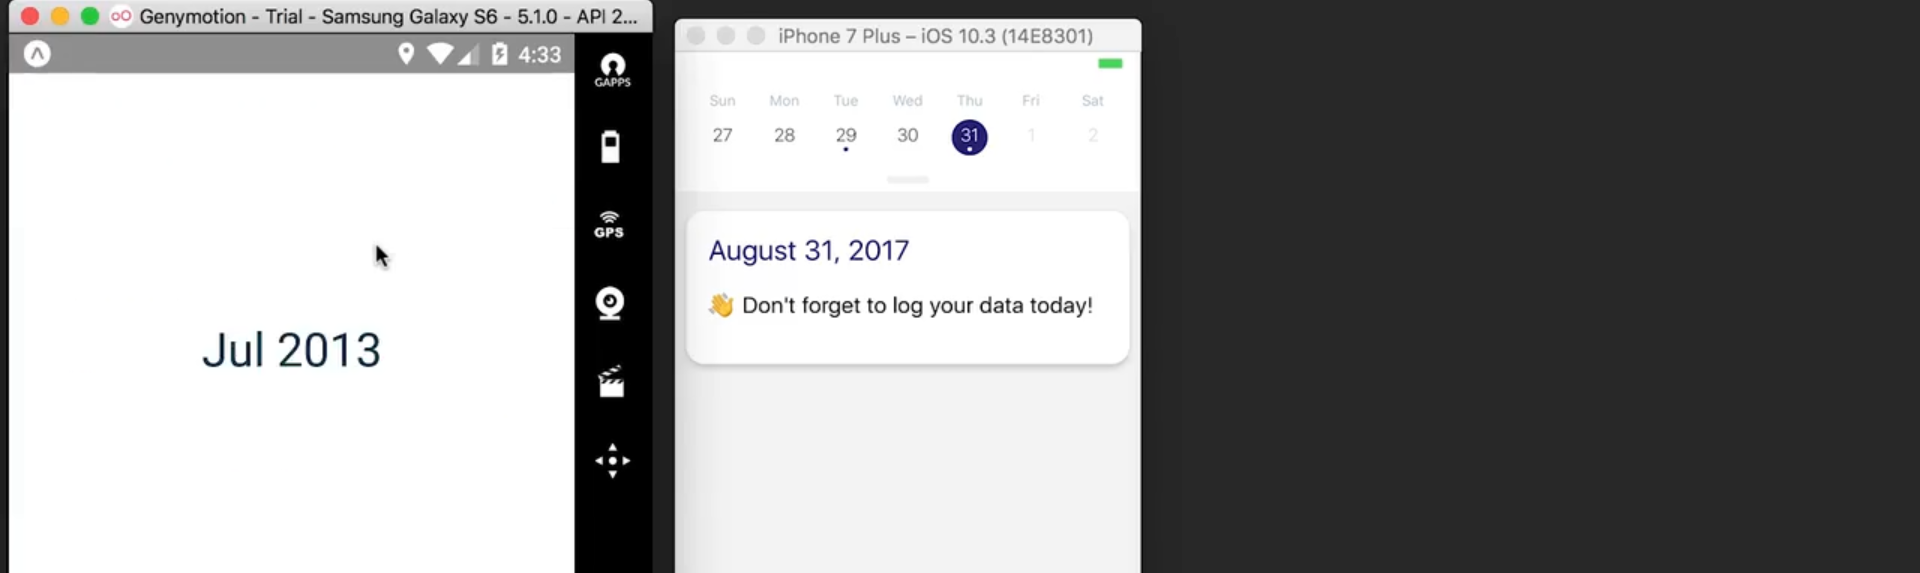 Genymotion - Trial - Samsung Galaxy S6 - 5.1.0 - API 2...
4:33
GAPPS
GPS
Jul 2013
iPhone 7 Plus – iOS 10.3 (14E8301)
Sun Mon Tue Wed Thu Fri Sat
27 28 29 30 31 1 2
August 31, 2017
👋 Don't forget to log your data today!